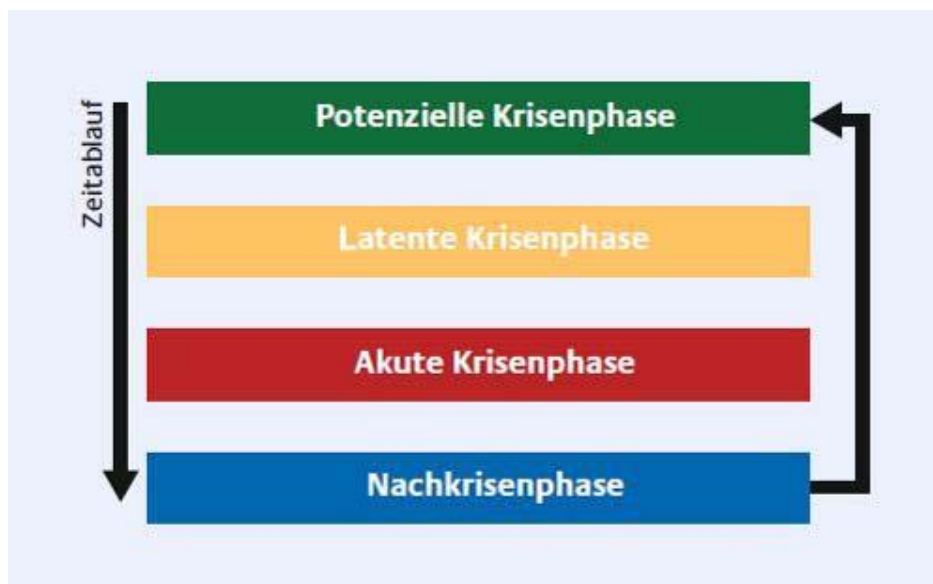 Zeitablauf
Potenzielle Krisenphase
Latente Krisenphase
Akute Krisenphase
Nachkrisenphase